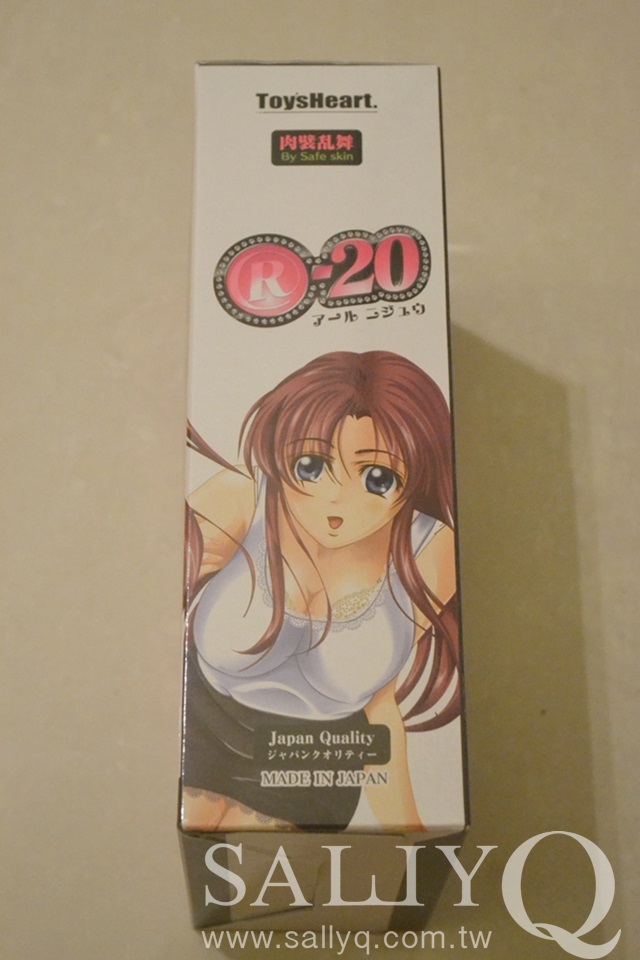 ToysHeart.
肉襞乱舞
By Safe skin
R-20
アール ニジュウ
Japan Quality
ジャパンクオリティー
MADE IN JAPAN
SALLYQ
www.sallyq.com.tw